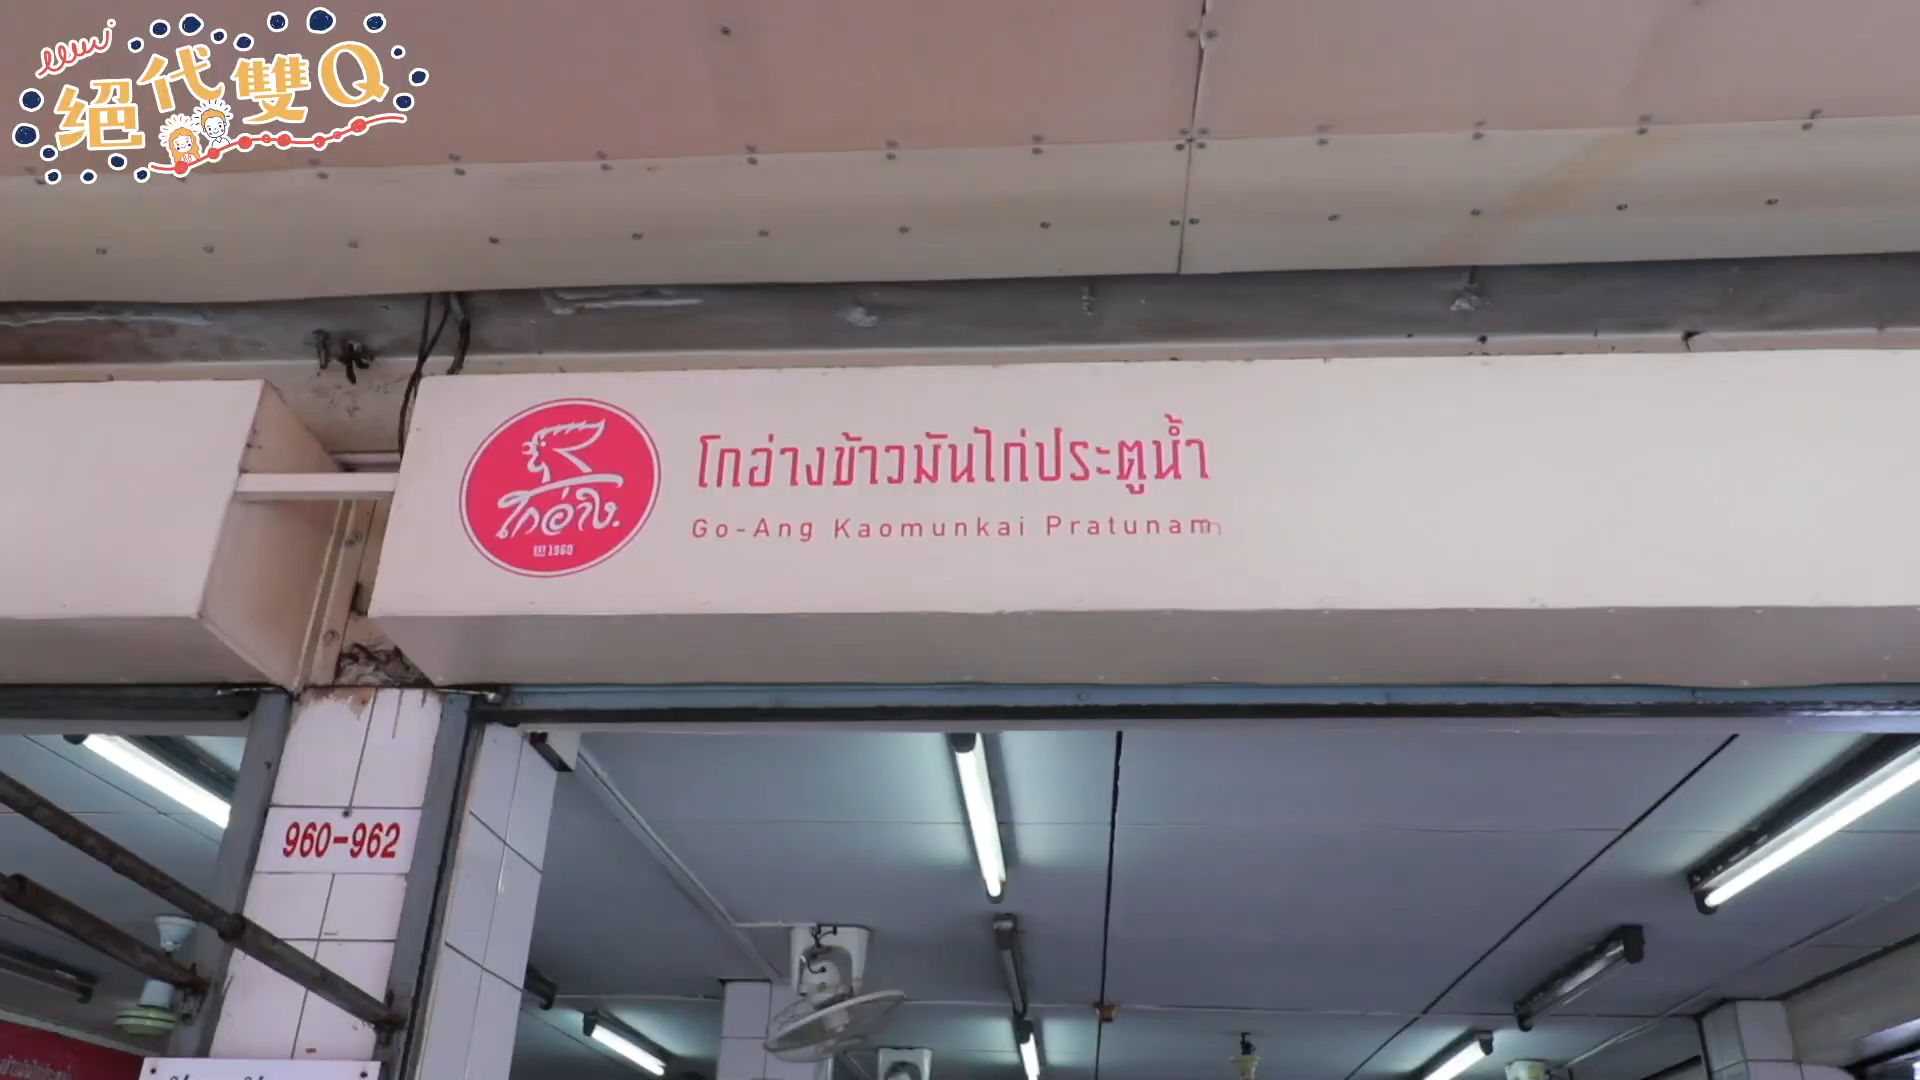 絕代雙Q
โกอ่างข้าวมันไก่ประตูน้ำ
Go-Ang Kaomunkai Pratunam
โกอ่าง.
EST 1960
960-962